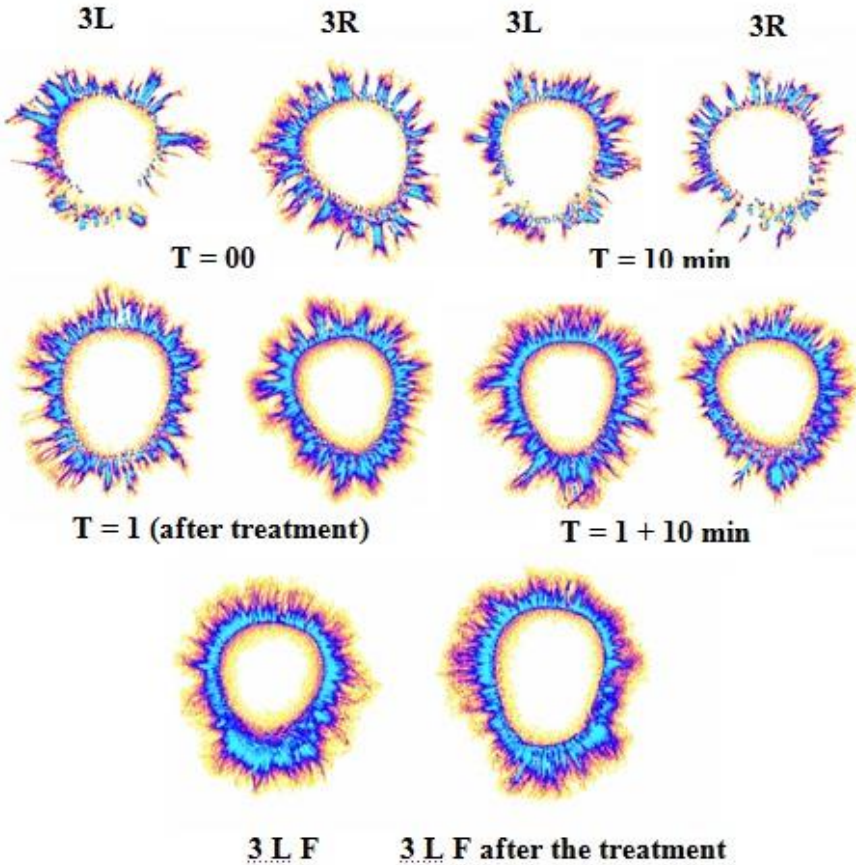 3L 3R 3L 3R
T = 00 T = 10 min
T = 1 (after treatment) T = 1 + 10 min
3 L F 3 L F after the treatment